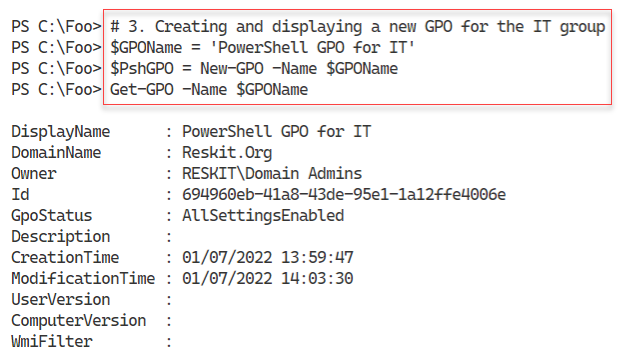 PS C:\Foo> # 3. Creating and displaying a new GPO for the IT group
PS C:\Foo> $GPOName = 'PowerShell GPO for IT'
PS C:\Foo> $PshGPO = New-GPO -Name $GPOName
PS C:\Foo> Get-GPO -Name $GPOName
DisplayName : PowerShell GPO for IT
DomainName : Reskit.Org
Owner : RESKIT\Domain Admins
Id : 694960eb-41a8-43de-95e1-1a12ffe4006e
GpoStatus : AllSettingsEnabled
Description :
CreationTime : 01/07/2022 13:59:47
ModificationTime : 01/07/2022 14:03:30
UserVersion :
ComputerVersion :
WmiFilter :